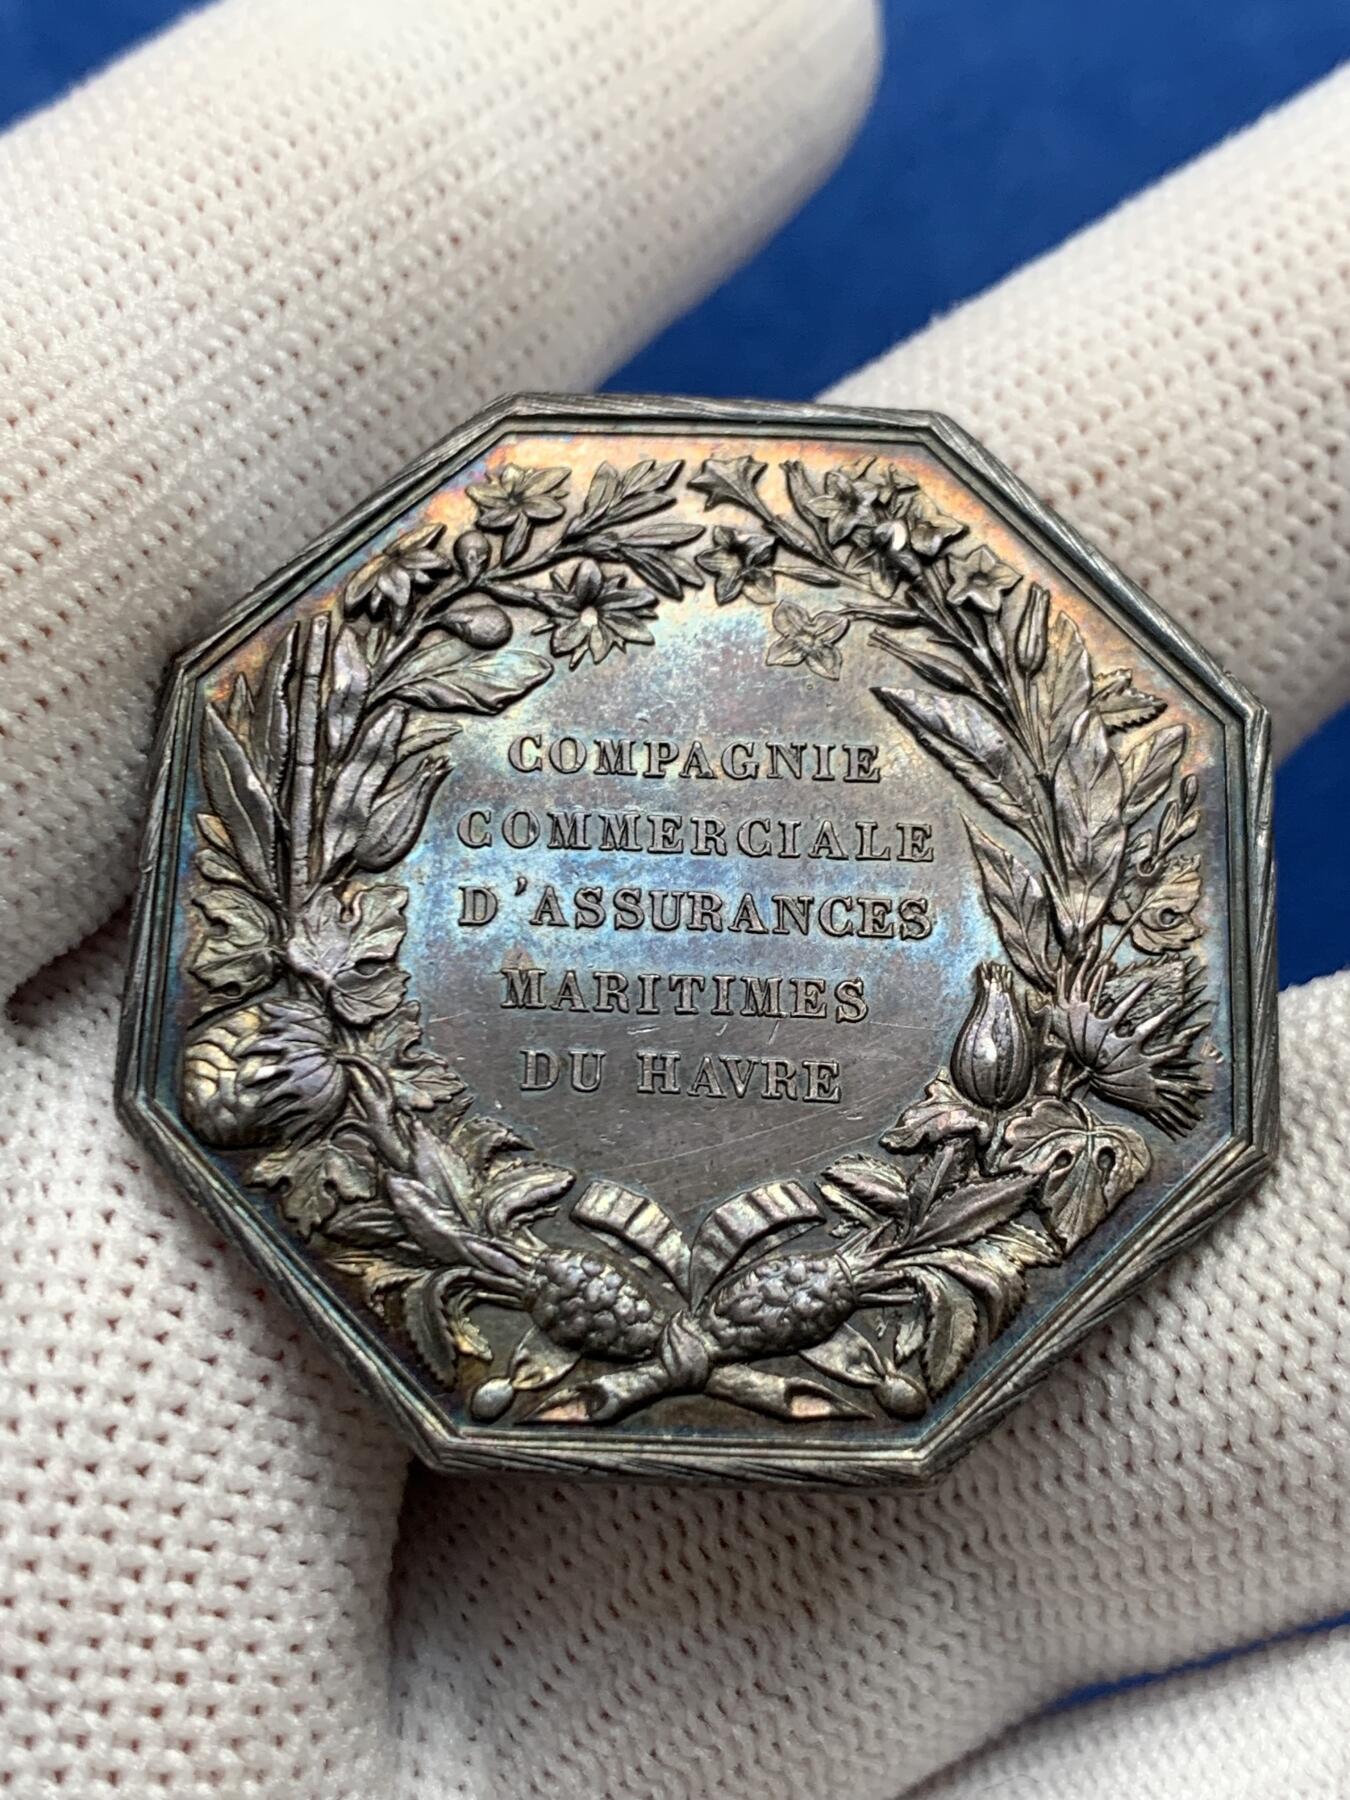 COMPAGNIE
COMMERCIALE
D'ASSURANCES
MARITIMES
DU HAVRE